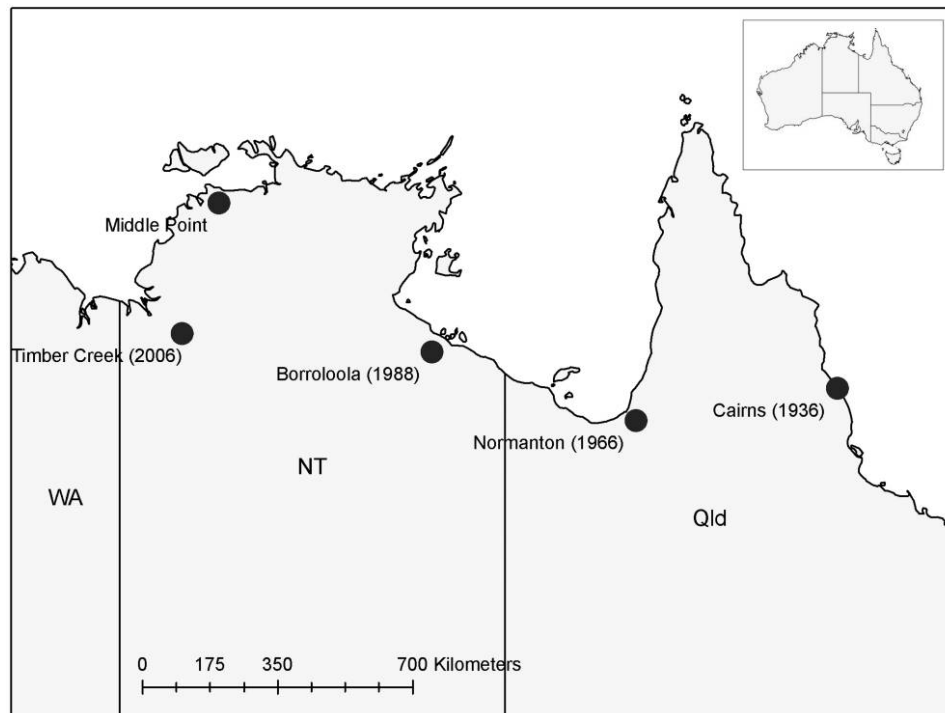 Middle Point
Timber Creek (2006)
Borroloola (1988)
Cairns (1936)
Normanton (1966)
NT
WA
Qld
0 175 350 700 Kilometers